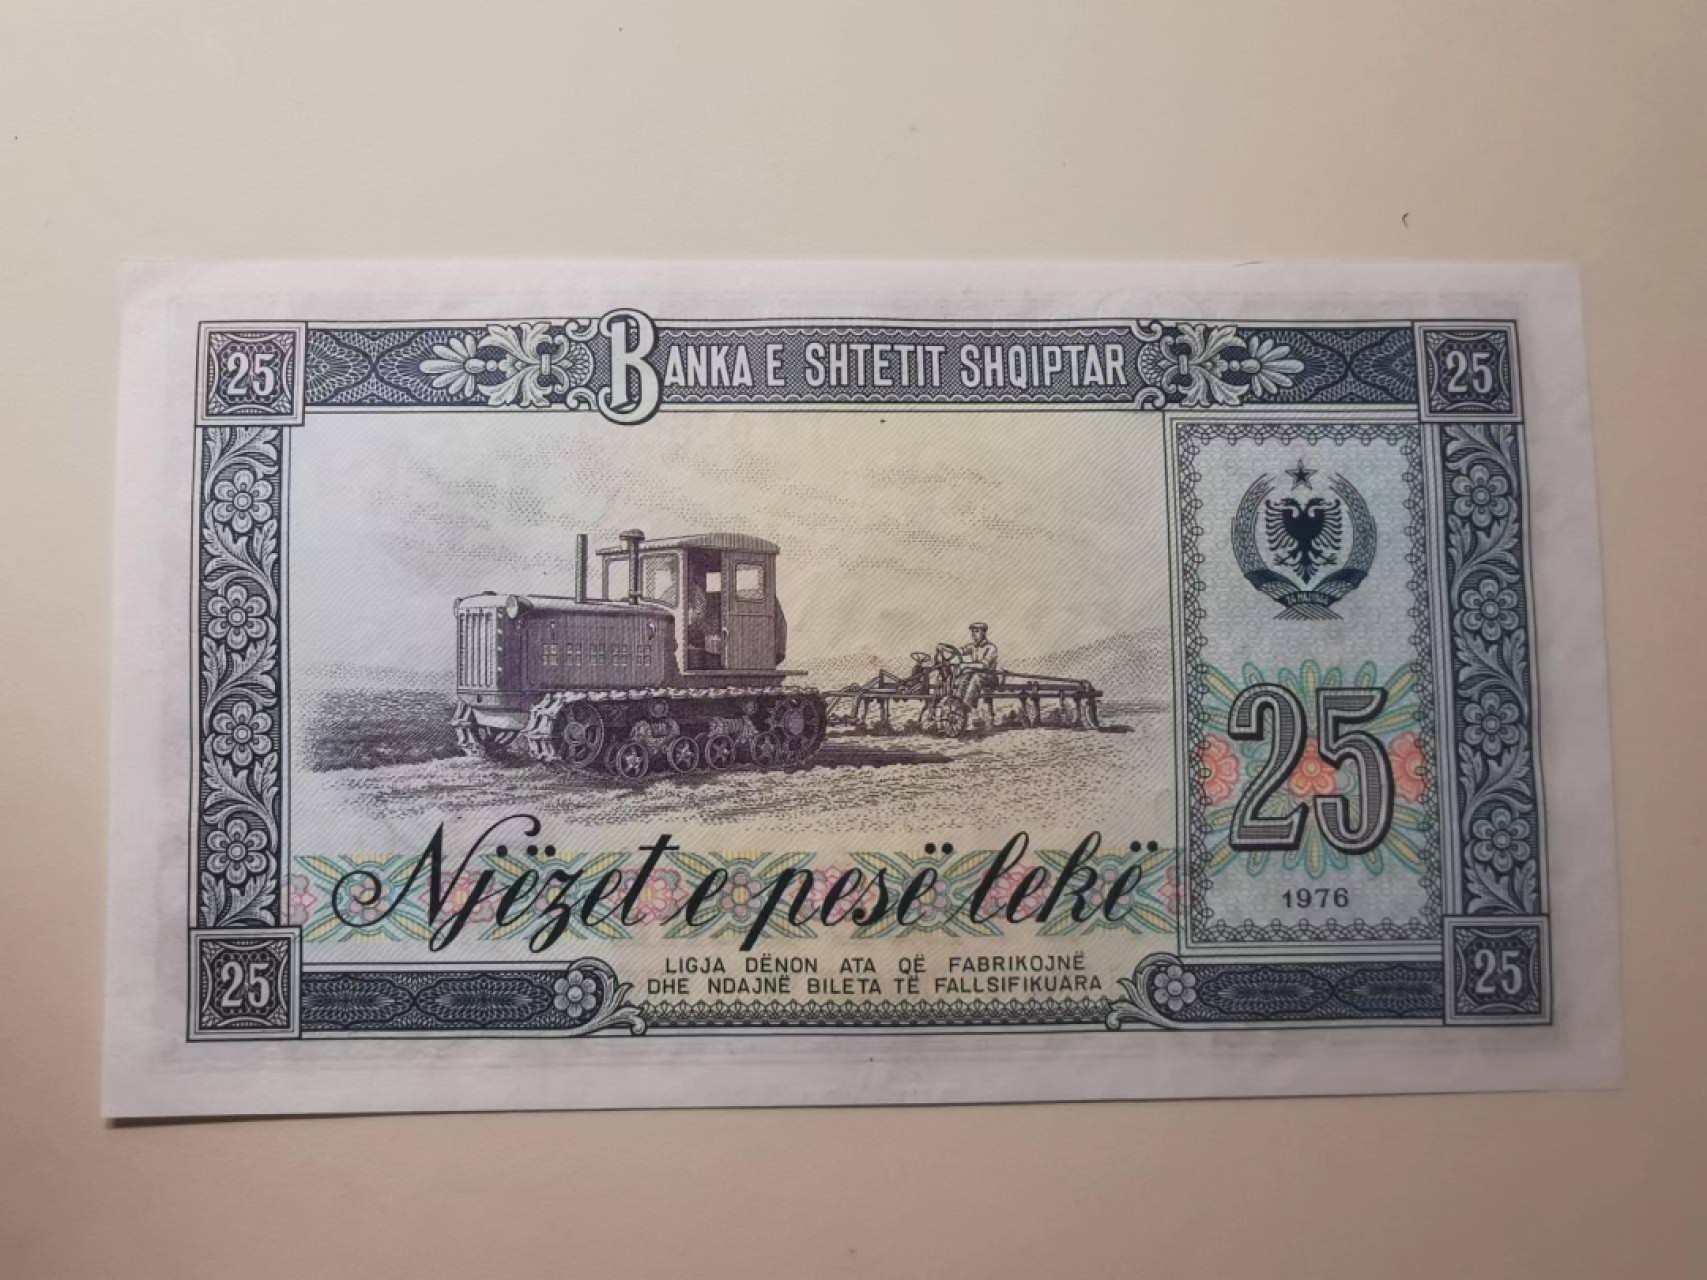 25
BANKA E SHTETIT SHQIPTAR
25
25
1976
Njëzet e pesë lekë
25
LIGJA DËNON ATA QË FABRIKOJNË
DHE NDAJNË BILETA TË FALLSIFIKUARA
25